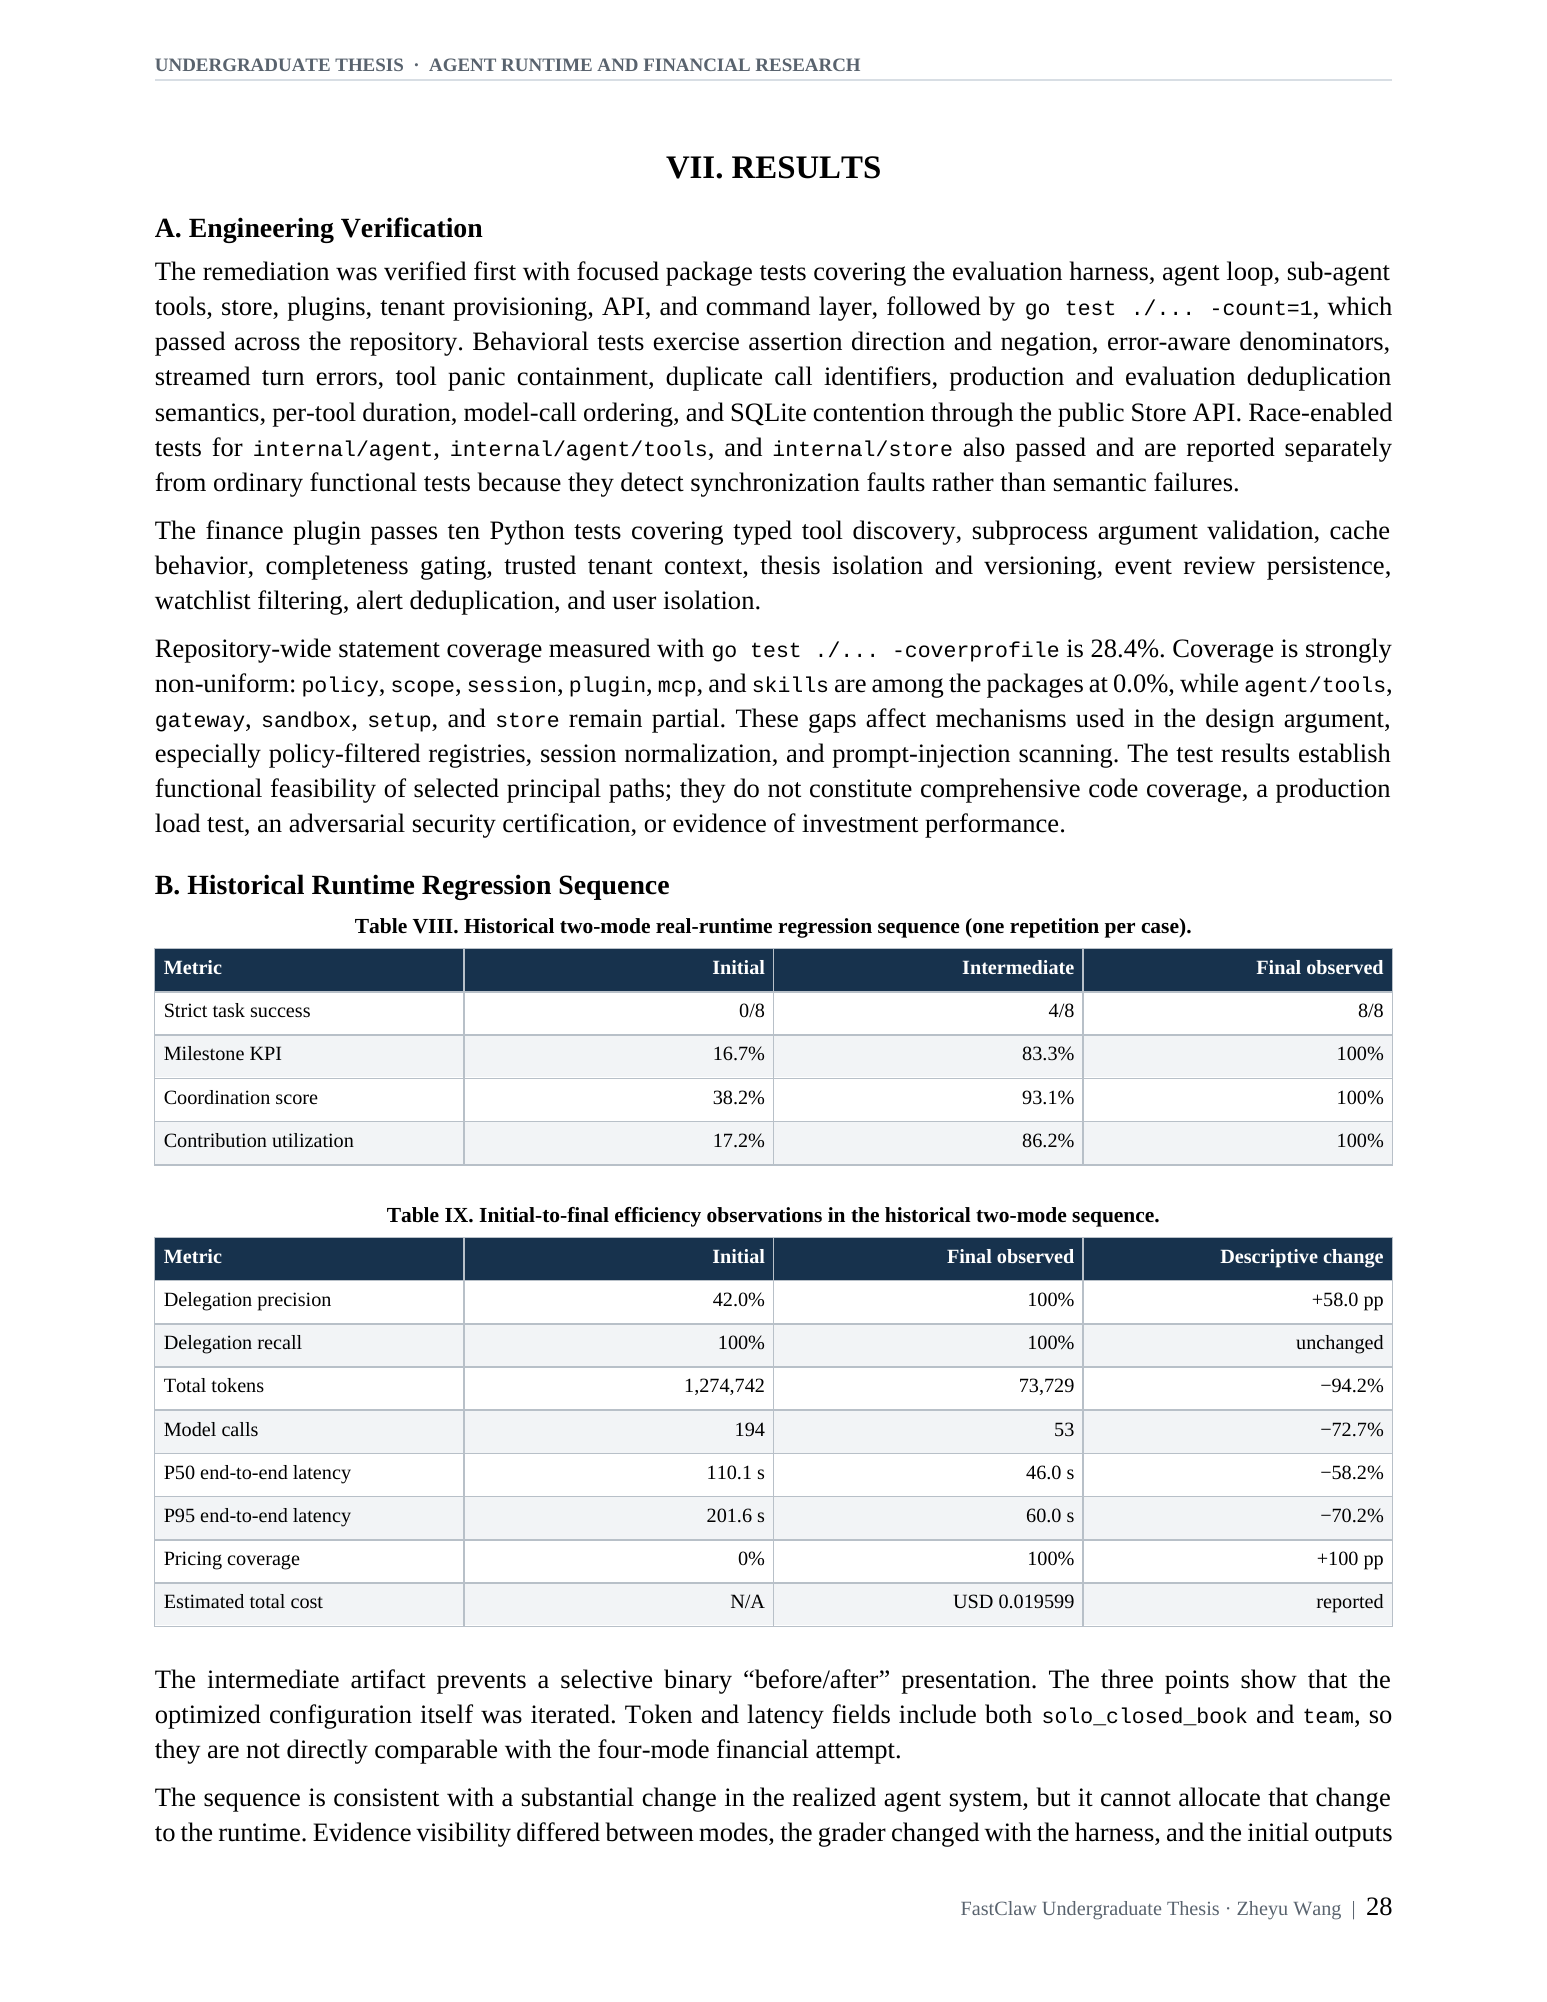 UNDERGRADUATE THESIS · AGENT RUNTIME AND FINANCIAL RESEARCH
VII. RESULTS
A. Engineering Verification
The remediation was verified first with focused package tests covering the evaluation harness, agent loop, sub-agent
tools, store, plugins, tenant provisioning, API, and command layer, followed by go test ./... -count=1, which
passed across the repository. Behavioral tests exercise assertion direction and negation, error-aware denominators,
streamed turn errors, tool panic containment, duplicate call identifiers, production and evaluation deduplication
semantics, per-tool duration, model-call ordering, and SQLite contention through the public Store API. Race-enabled
tests for internal/agent, internal/agent/tools, and internal/store also passed and are reported separately
from ordinary functional tests because they detect synchronization faults rather than semantic failures.
The finance plugin passes ten Python tests covering typed tool discovery, subprocess argument validation, cache
behavior, completeness gating, trusted tenant context, thesis isolation and versioning, event review persistence,
watchlist filtering, alert deduplication, and user isolation.
Repository-wide statement coverage measured with go test ./... -coverprofile is 28.4%. Coverage is strongly
non-uniform: policy, scope, session, plugin, mcp, and skills are among the packages at 0.0%, while agent/tools,
gateway, sandbox, setup, and store remain partial. These gaps affect mechanisms used in the design argument,
especially policy-filtered registries, session normalization, and prompt-injection scanning. The test results establish
functional feasibility of selected principal paths; they do not constitute comprehensive code coverage, a production
load test, an adversarial security certification, or evidence of investment performance.
B. Historical Runtime Regression Sequence
Table VIII. Historical two-mode real-runtime regression sequence (one repetition per case).
Metric Initial Intermediate Final observed
Strict task success 0/8 4/8 8/8
Milestone KPI 16.7% 83.3% 100%
Coordination score 38.2% 93.1% 100%
Contribution utilization 17.2% 86.2% 100%
Table IX. Initial-to-final efficiency observations in the historical two-mode sequence.
Metric Initial Final observed Descriptive change
Delegation precision 42.0% 100% +58.0 pp
Delegation recall 100% 100% unchanged
Total tokens 1,274,742 73,729 −94.2%
Model calls 194 53 −72.7%
P50 end-to-end latency 110.1 s 46.0 s −58.2%
P95 end-to-end latency 201.6 s 60.0 s −70.2%
Pricing coverage 0% 100% +100 pp
Estimated total cost N/A USD 0.019599 reported
The intermediate artifact prevents a selective binary “before/after” presentation. The three points show that the
optimized configuration itself was iterated. Token and latency fields include both solo_closed_book and team, so
they are not directly comparable with the four-mode financial attempt.
The sequence is consistent with a substantial change in the realized agent system, but it cannot allocate that change
to the runtime. Evidence visibility differed between modes, the grader changed with the harness, and the initial outputs
FastClaw Undergraduate Thesis · Zheyu Wang | 28